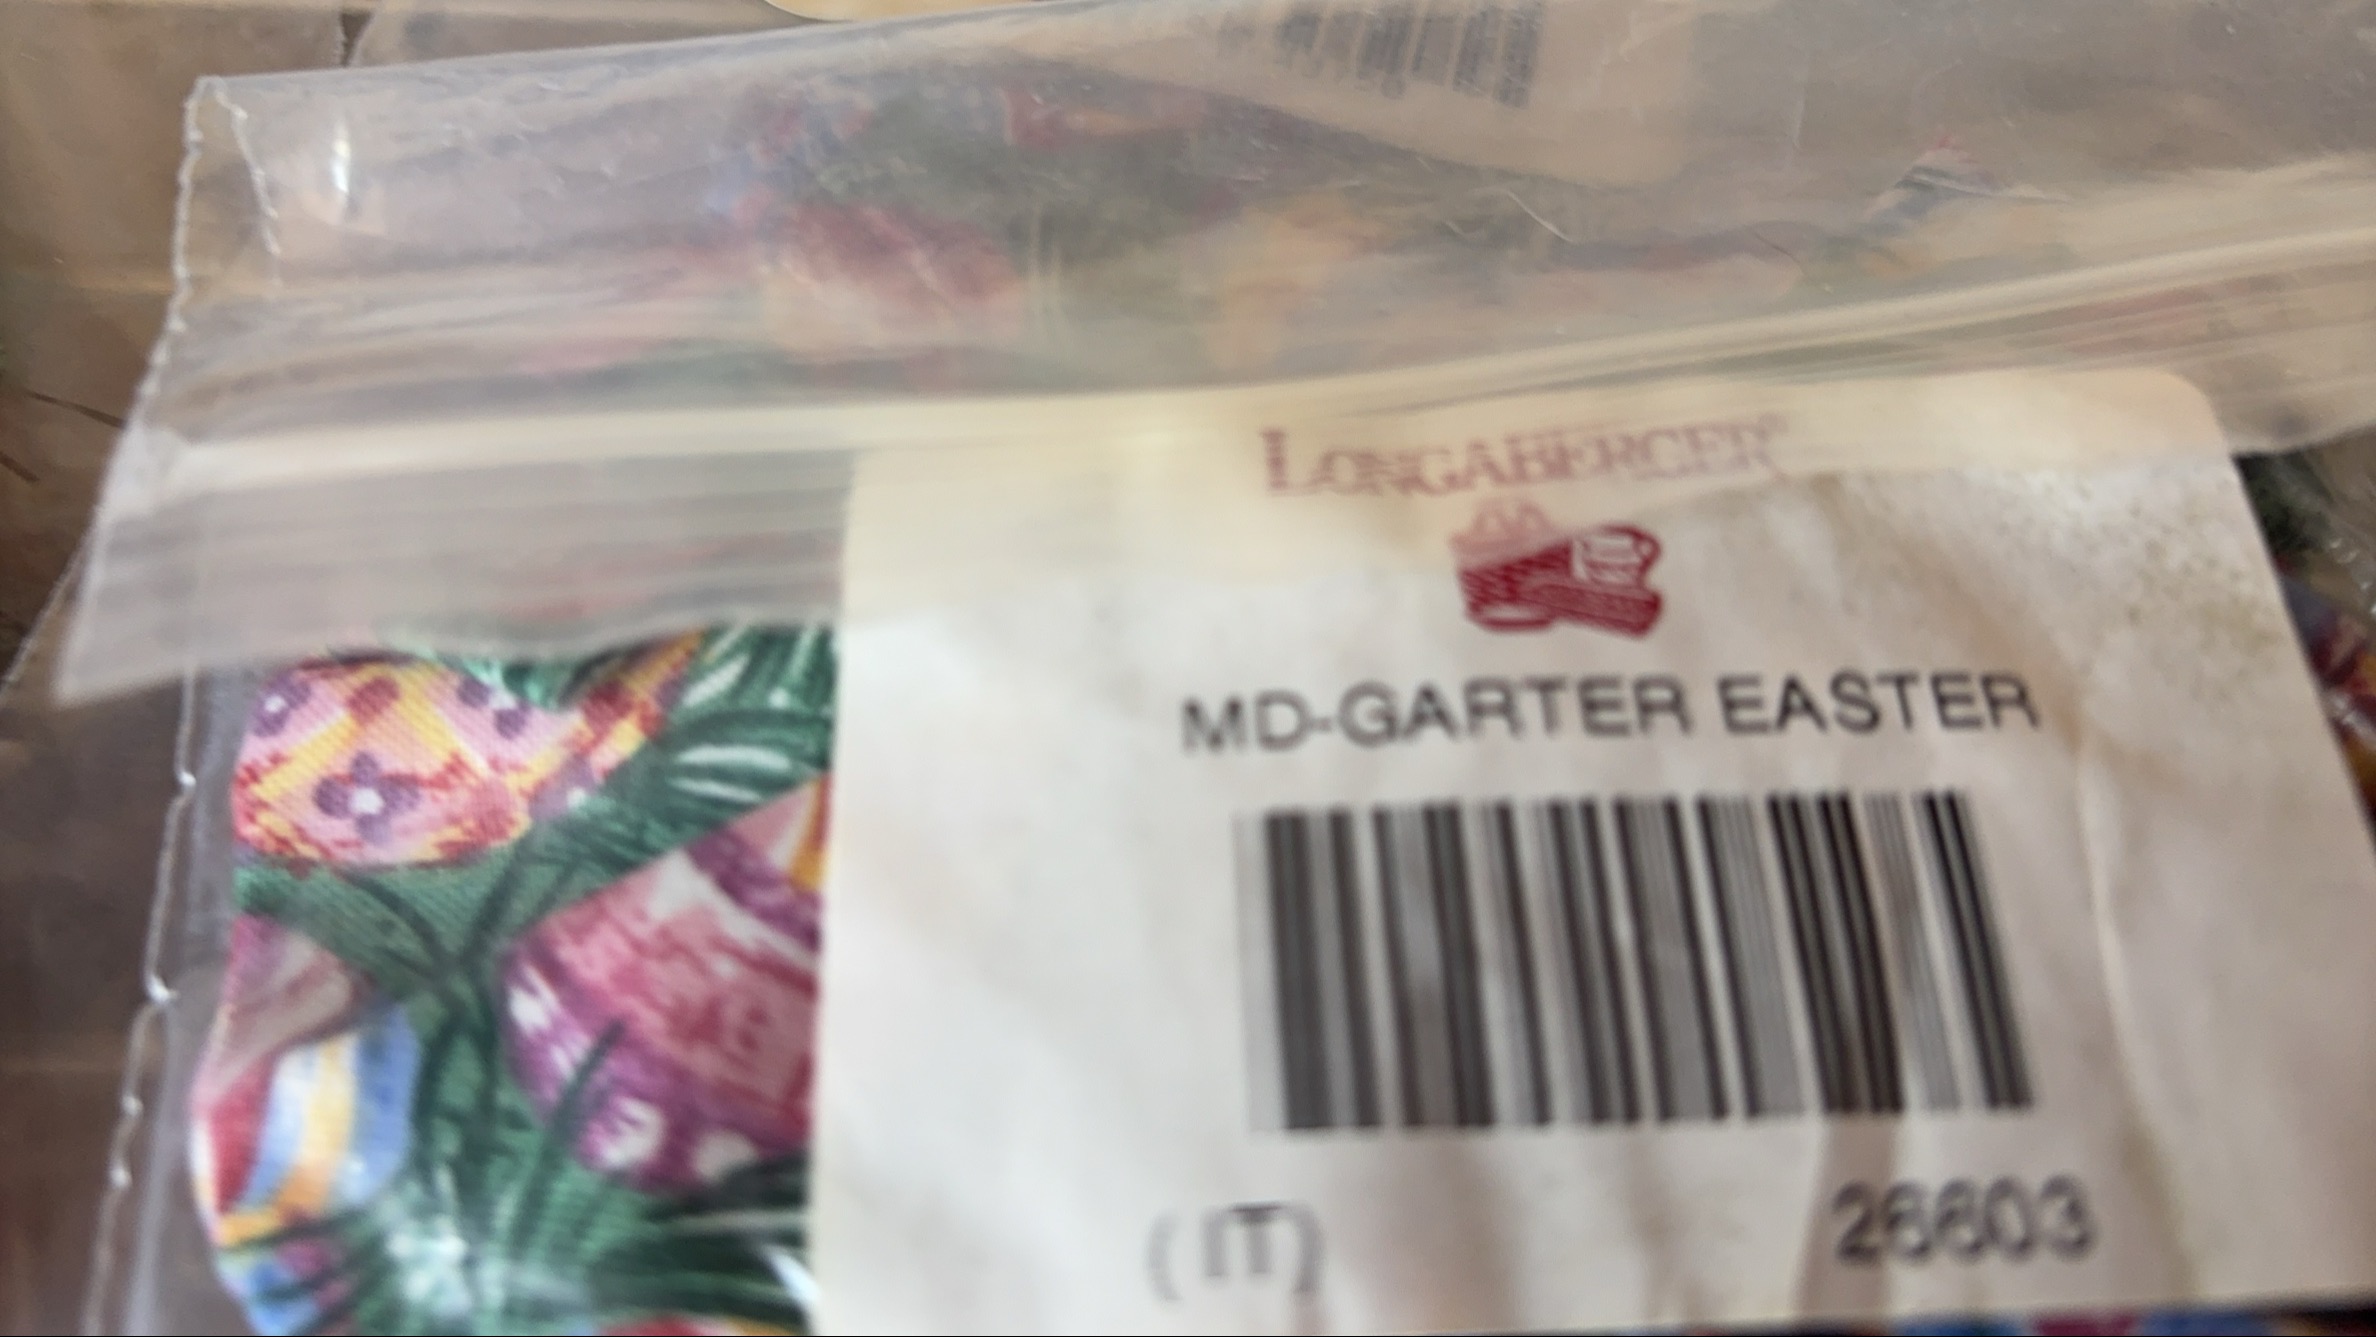 LONGABERGER®
MD-GARTER EASTER
(IT)
26603